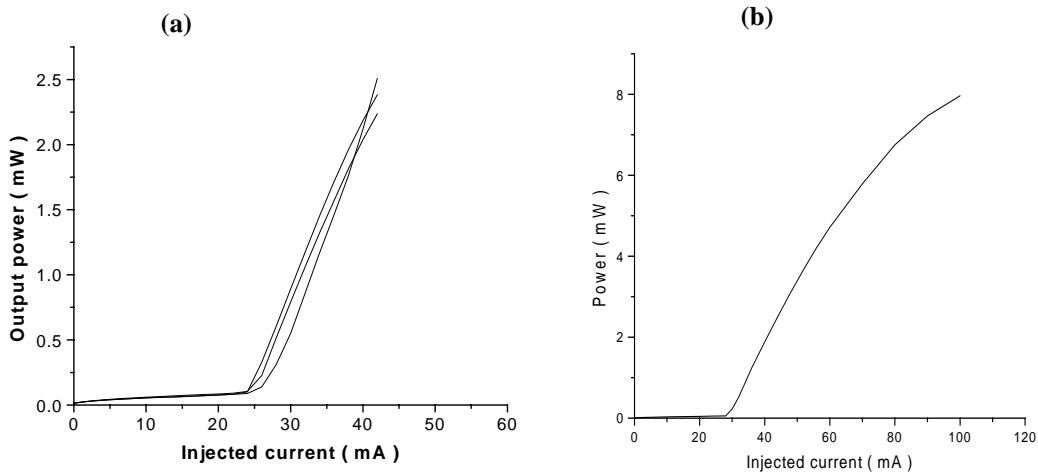 (a)
Output power ( mW )
2.5
2.0
1.5
1.0
0.5
0.0
0 10 20 30 40 50 60
Injected current ( mA )
(b)
Power ( mW )
8
6
4
2
0
0 20 40 60 80 100 120
Injected current ( mA )